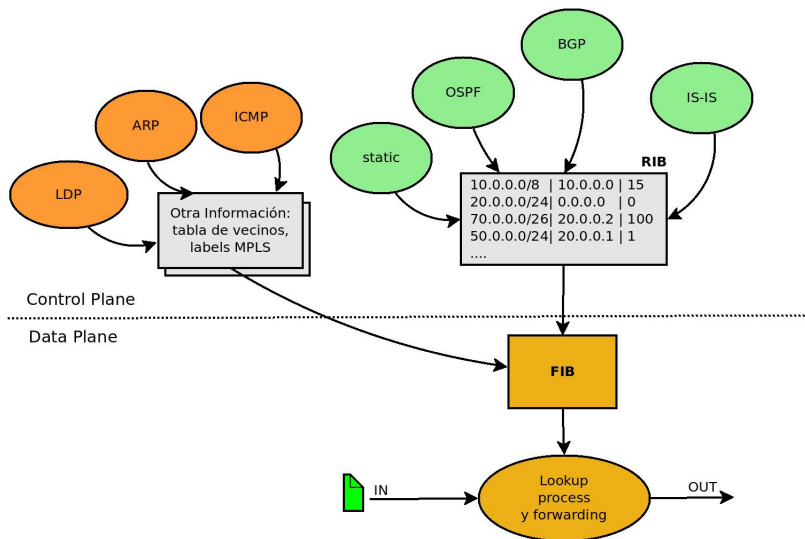 BGP
OSPF
ICMP
IS-IS
ARP
static
RIB
LDP
10.0.0.0/8 | 10.0.0.0 | 15
20.0.0.0/24| 0.0.0.0 | 0
70.0.0.0/26| 20.0.0.2 | 100
50.0.0.0/24| 20.0.0.1 | 1
....
Otra Información:
tabla de vecinos,
labels MPLS
Control Plane
Data Plane
FIB
IN
Lookup
process
y forwarding
OUT